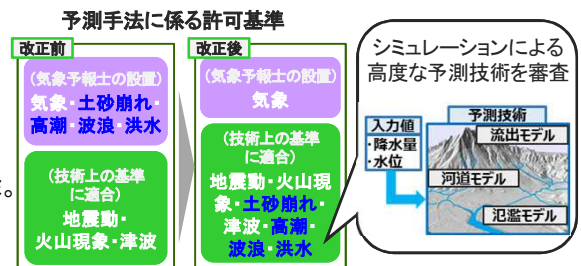 予測手法に係る許可基準
改正前
(気象予報士の設置)
気象・土砂崩れ・
高潮・波浪・洪水
(技術上の基準
に適合)
地震動・
火山現象・津波
改正後
(気象予報士の設置)
気象
(技術上の基準
に適合)
地震動・火山現
象・土砂崩れ・
津波・高潮・
波浪・洪水
シミュレーションによる
高度な予測技術を審査
入力値
・降水量
・水位
予測技術
流出モデル
河道モデル
氾濫モデル
。